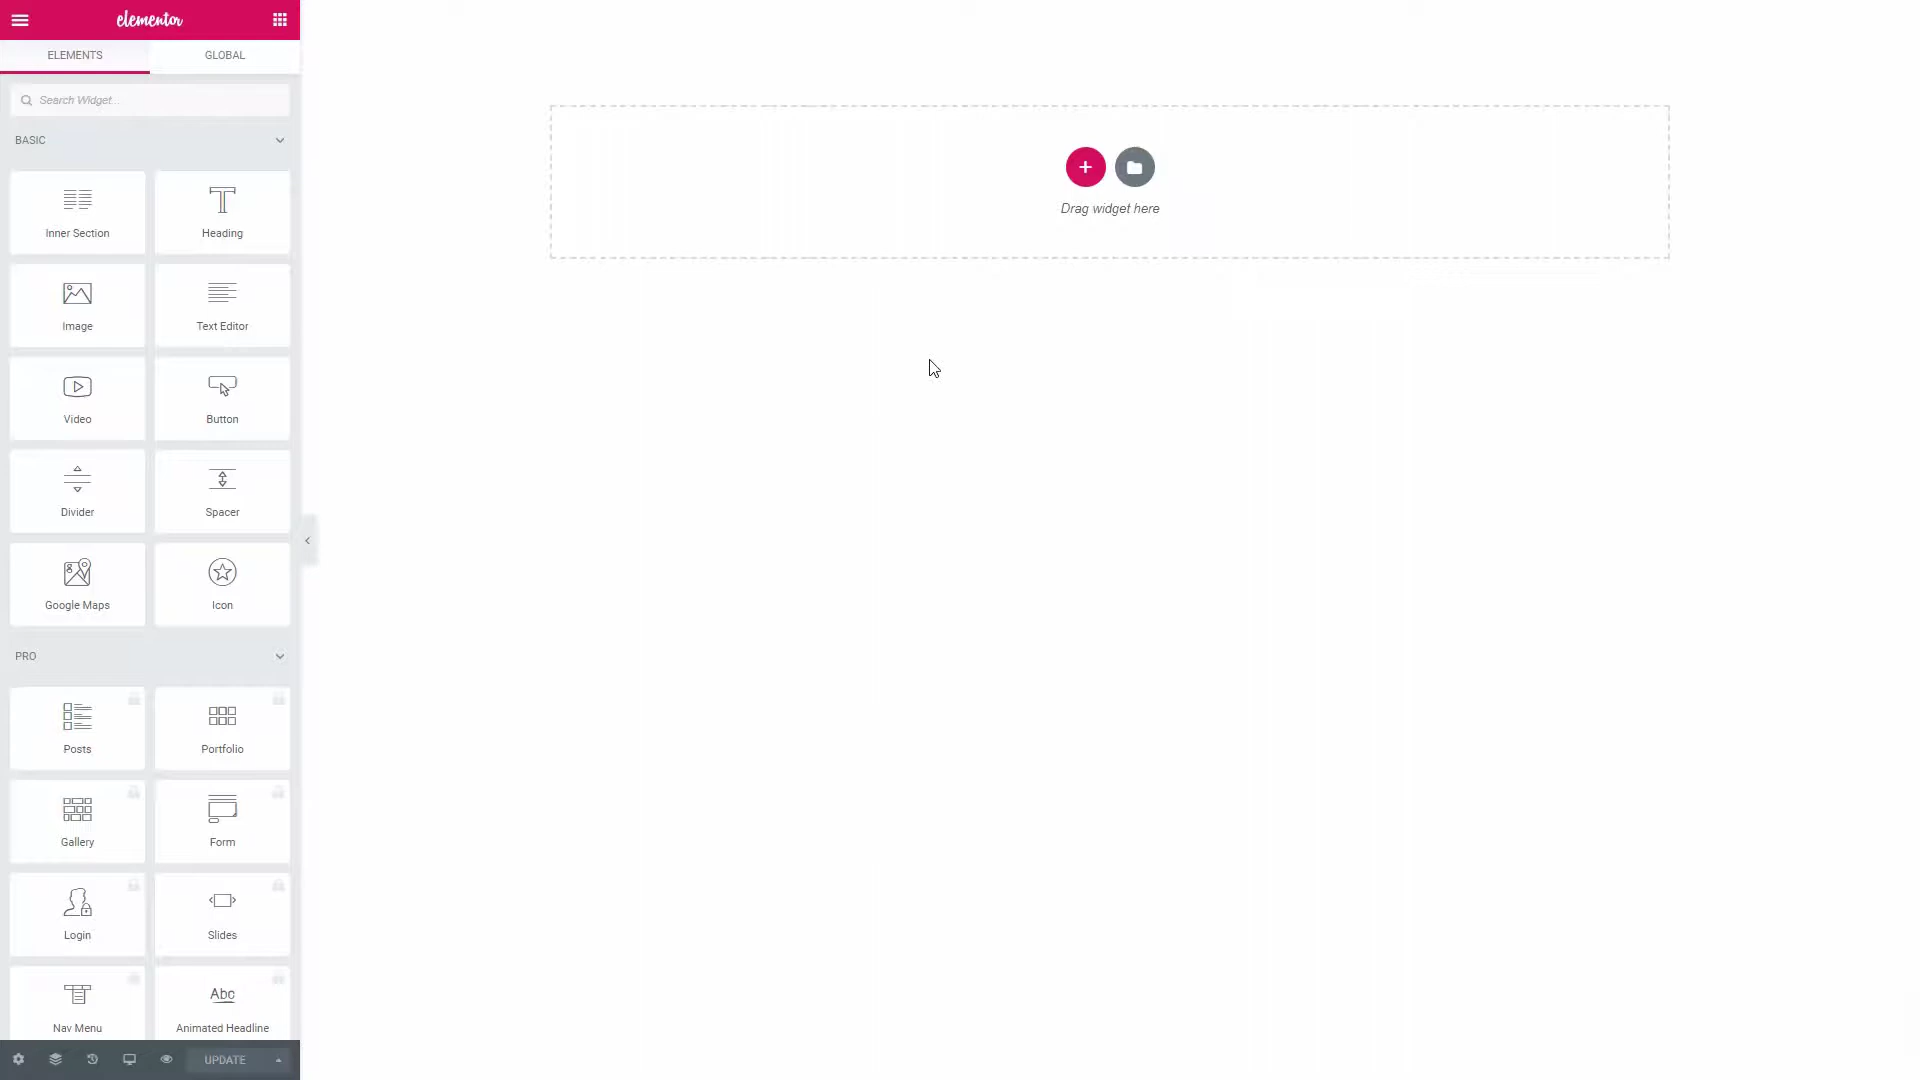 elementor
ELEMENTS GLOBAL
Search Widget...
BASIC
Inner Section Heading
Image Text Editor
Video Button
Divider Spacer
Google Maps Icon
PRO
Posts Portfolio
Gallery Form
Login Slides
Abc
Nav Menu Animated Headline
UPDATE
Drag widget here